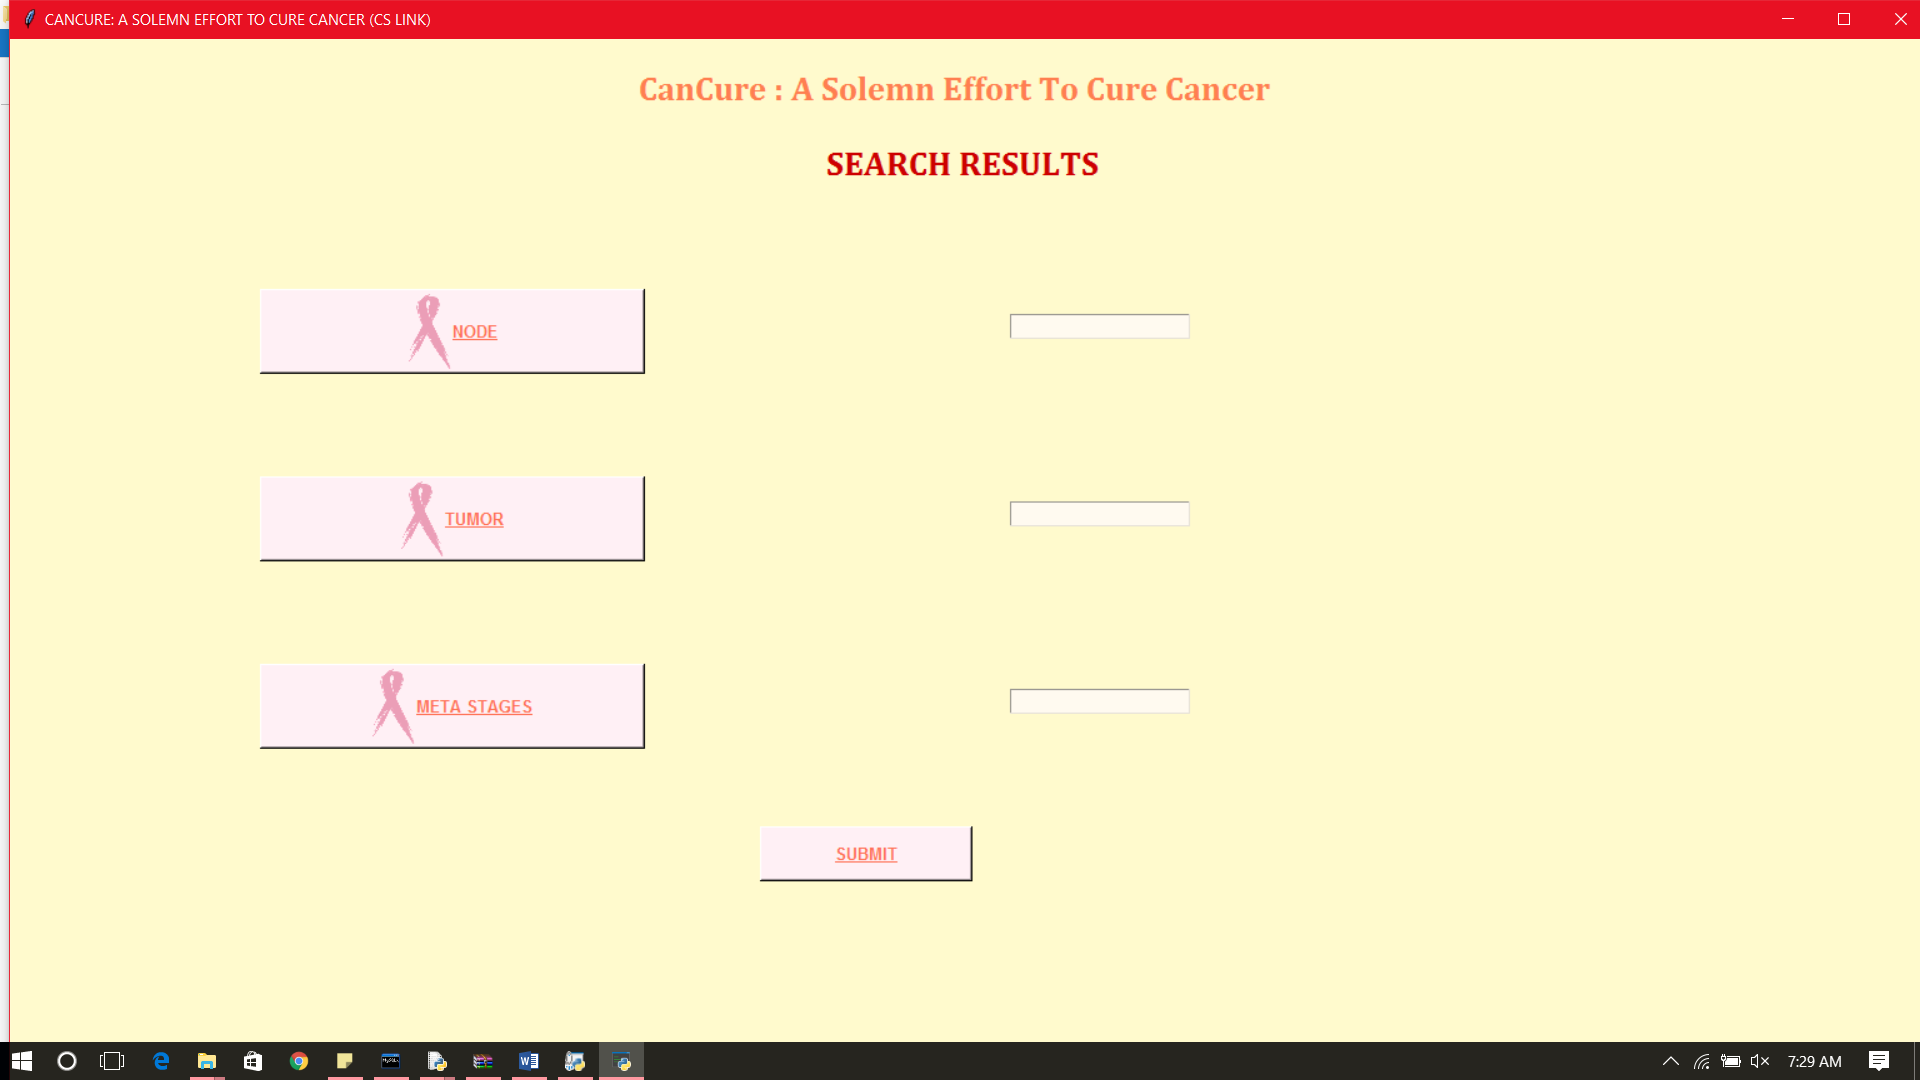 CANCURE: A SOLEMN EFFORT TO CURE CANCER (CS LINK)
CanCure : A Solemn Effort To Cure Cancer
SEARCH RESULTS
NODE
TUMOR
META STAGES
SUBMIT
7:29 AM